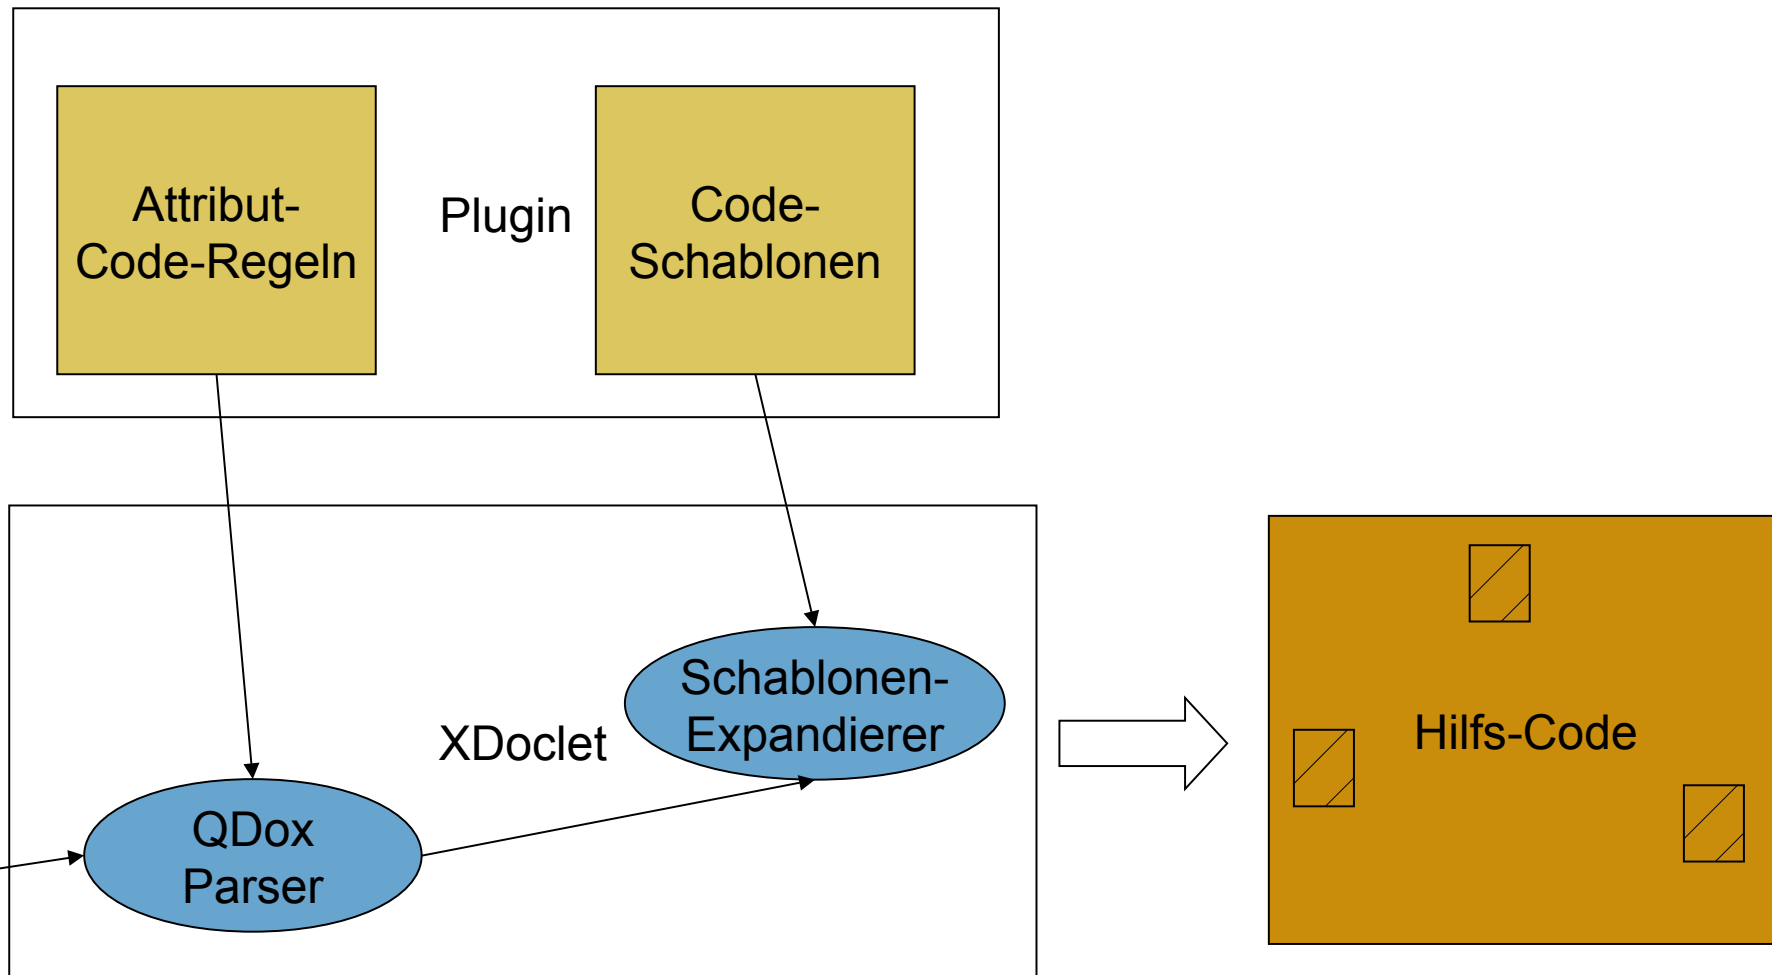 Attribut-
Code-Regeln
Plugin
Code-
Schablonen
Schablonen-
Expandierer
XDoclet
Hilfs-Code
QDox
Parser